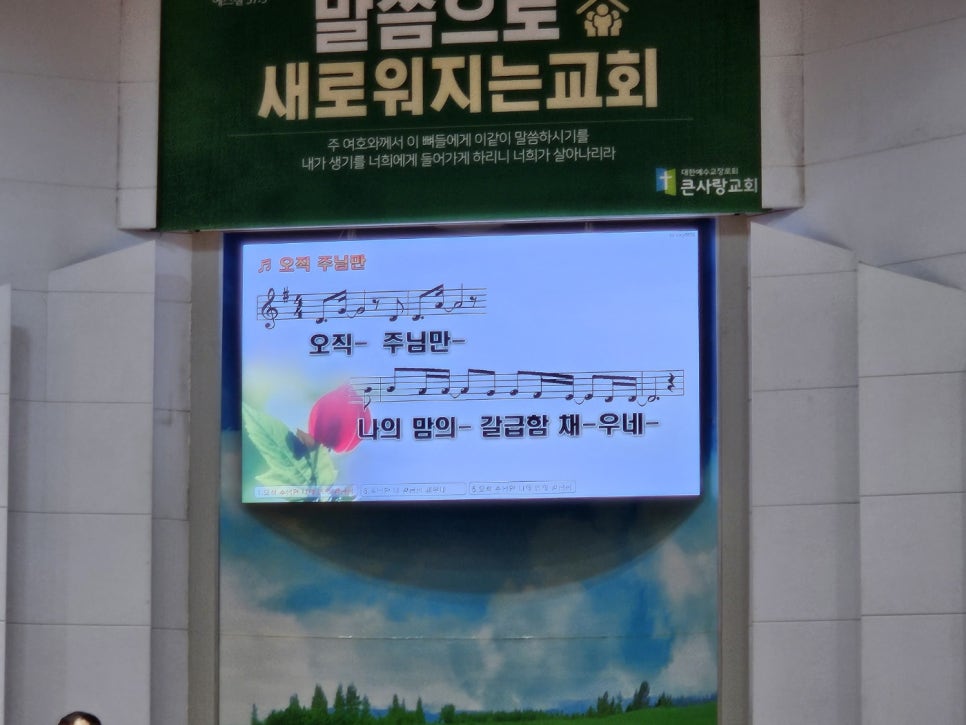 말씀으로
새로워지는교회
주 여호와께서 이 뼈들에게 이같이 말씀하시기를
내가 생기를 너희에게 들어가게 하리니 너희가 살아나리라
대한예수교장로회
큰사랑교회
오직 주님만
오직- 주님만-
나의 맘의- 갈급함 채-우네-